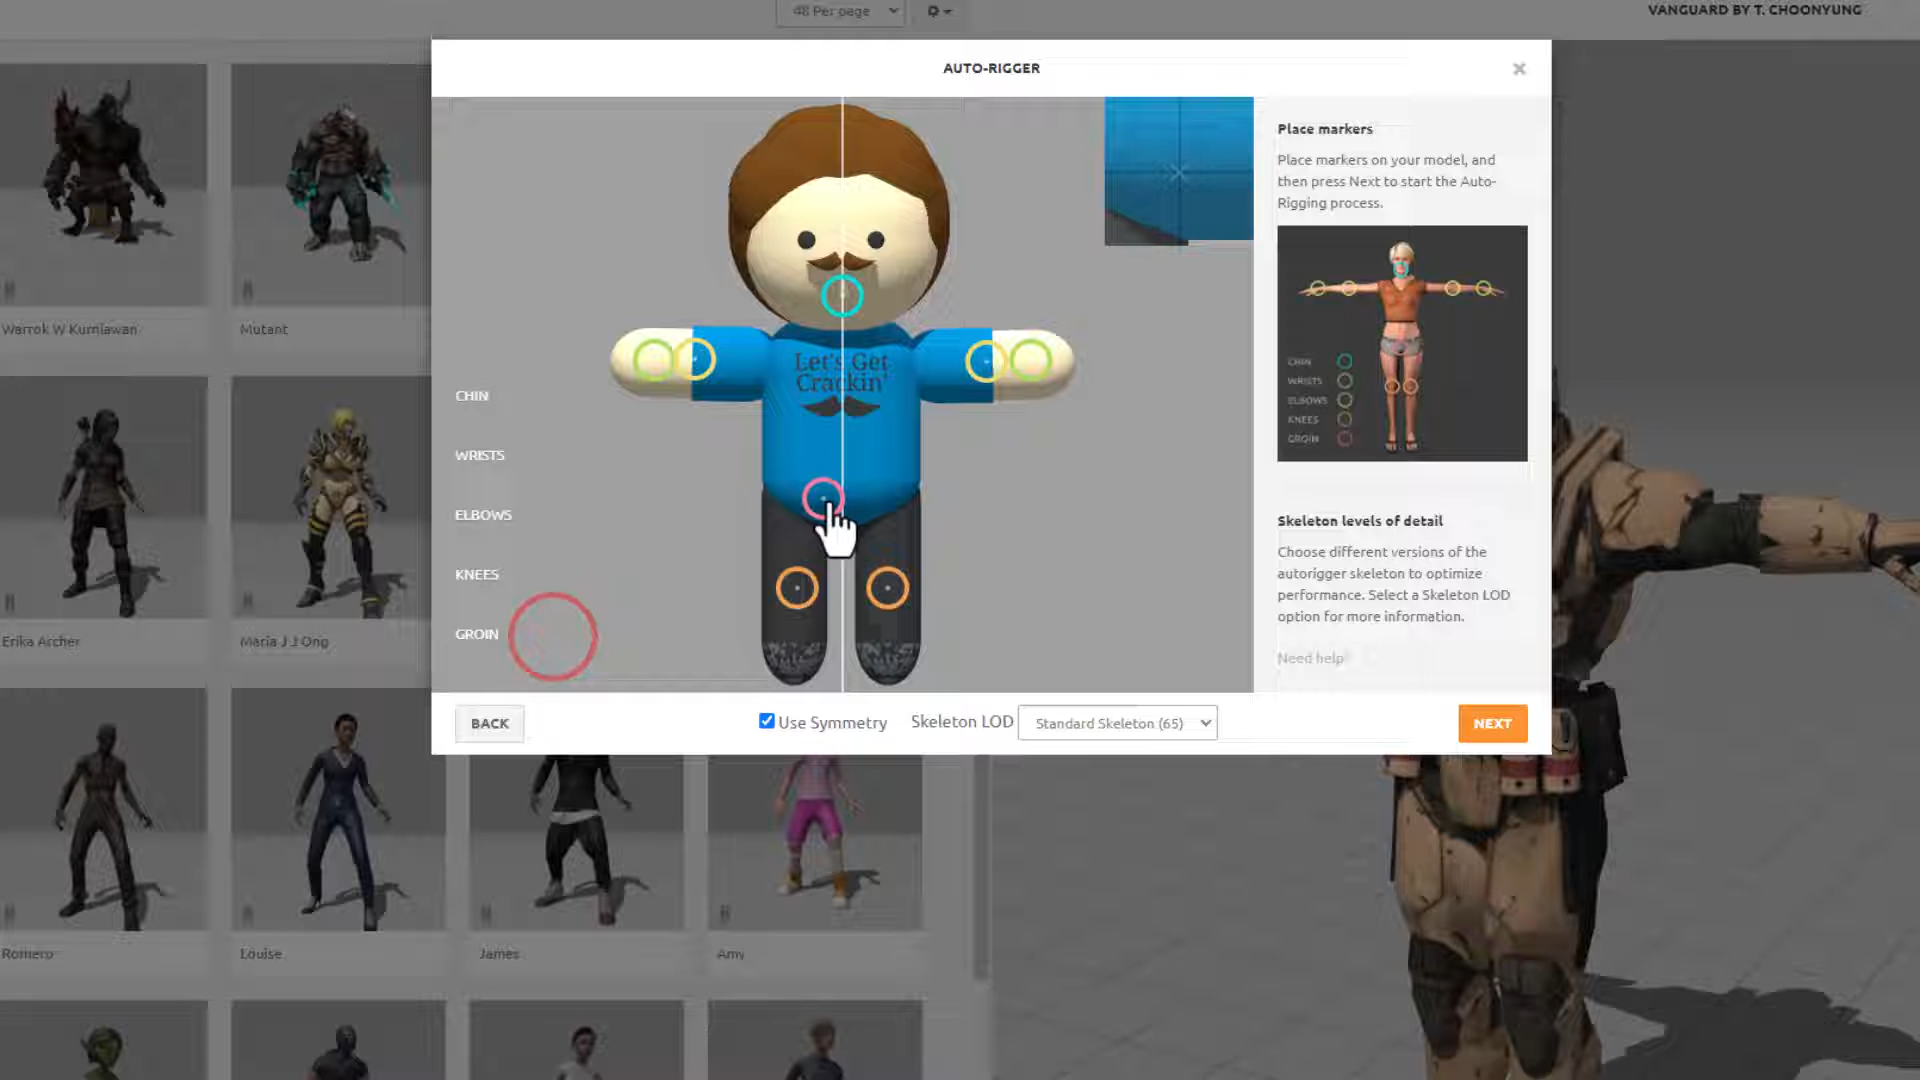 48 Per page
VANGUARD BY T. CHOONYUNG
AUTO-RIGGER
Place markers
Place markers on your model, and
then press Next to start the Auto-
Rigging process.
Let's Get
Crackin'
CHIN
WRISTS
ELBOWS
KNEES
GROIN
CHIN
WRISTS
ELBOWS
KNEES
GROIN
Skeleton levels of detail
Choose different versions of the
autorigger skeleton to optimize
performance. Select a Skeleton LOD
option for more information.
Need help?
BACK
Use Symmetry
Skeleton LOD
Standard Skeleton (65)
NEXT
Warrok W Kurniawan
Mutant
Erika Archer
Maria J J Ong
Romero
Louise
James
Amy